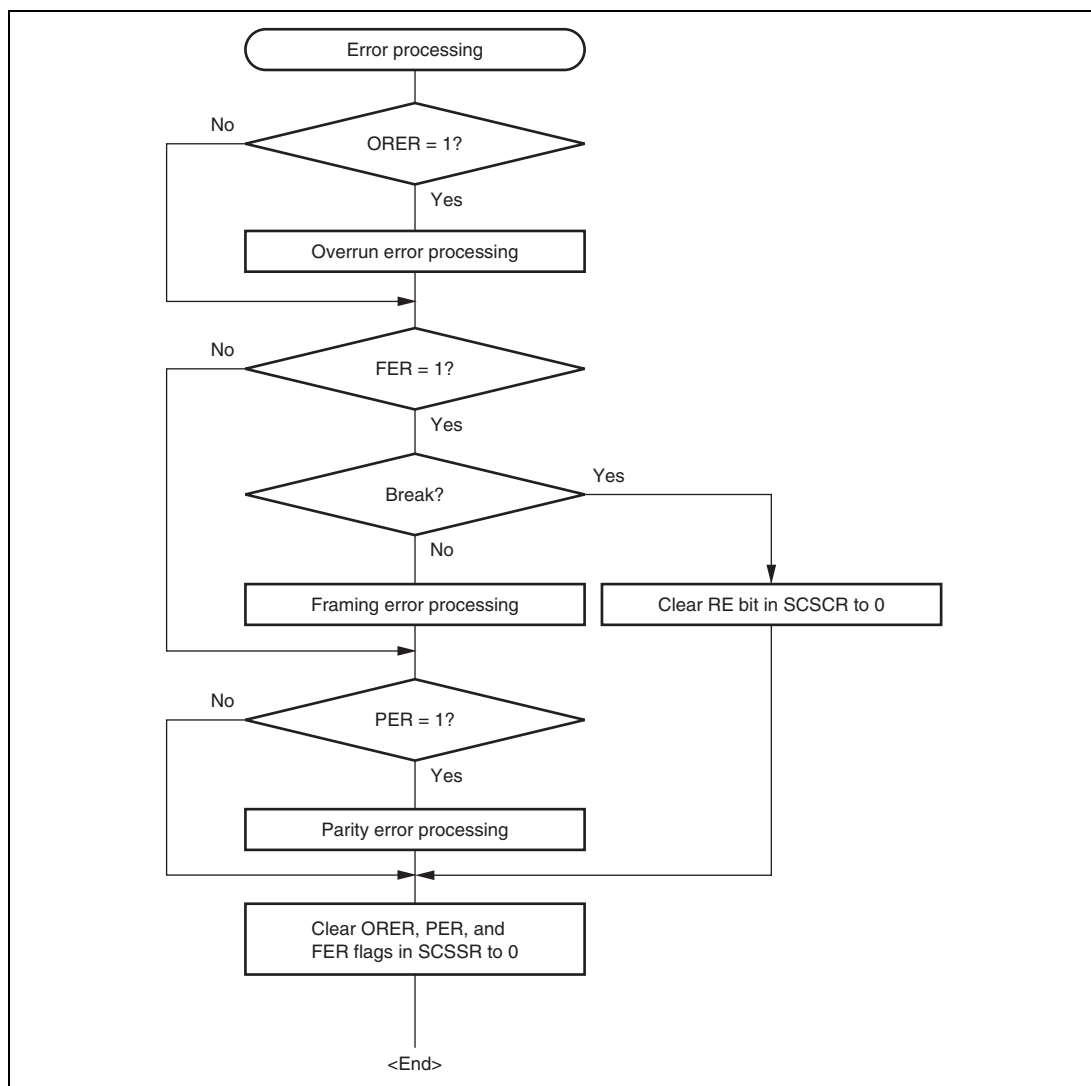 Error processing
No
ORER = 1?
Yes
Overrun error processing
No
FER = 1?
Yes
Yes
Break?
No
Framing error processing
Clear RE bit in SCSCR to 0
No
PER = 1?
Yes
Parity error processing
Clear ORER, PER, and
FER flags in SCSSR to 0
<End>